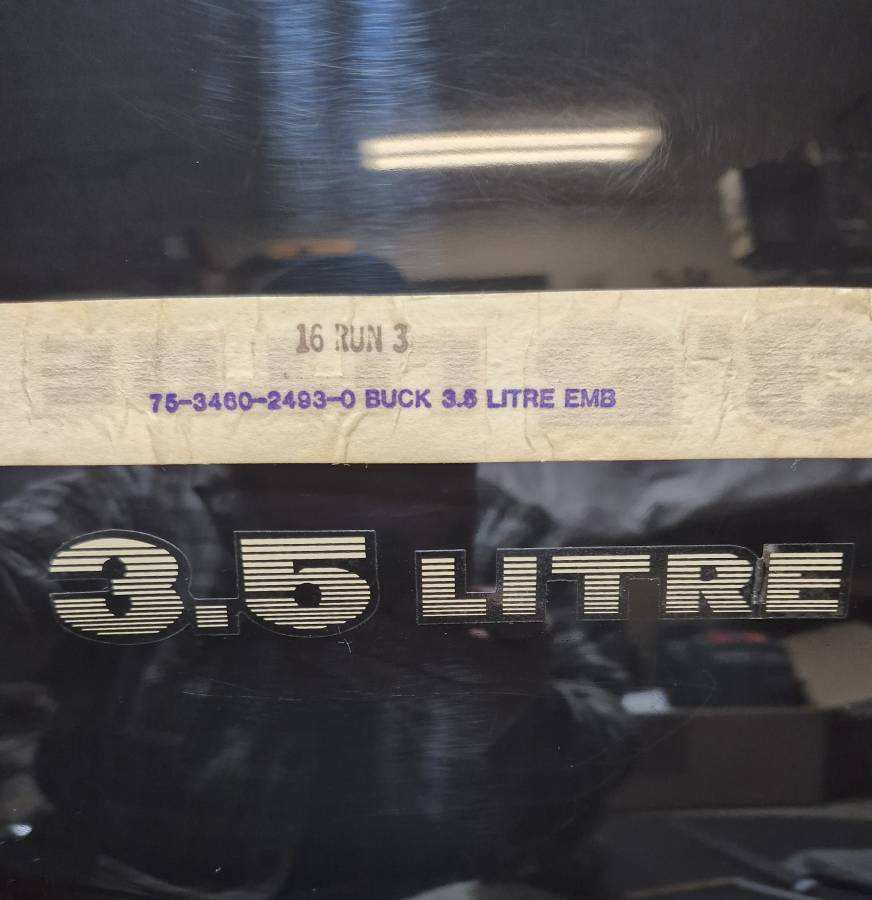 16 RUN 3
75-3460-2493-0 BUCK 3.5 LITRE EMB
3.5 LITRE